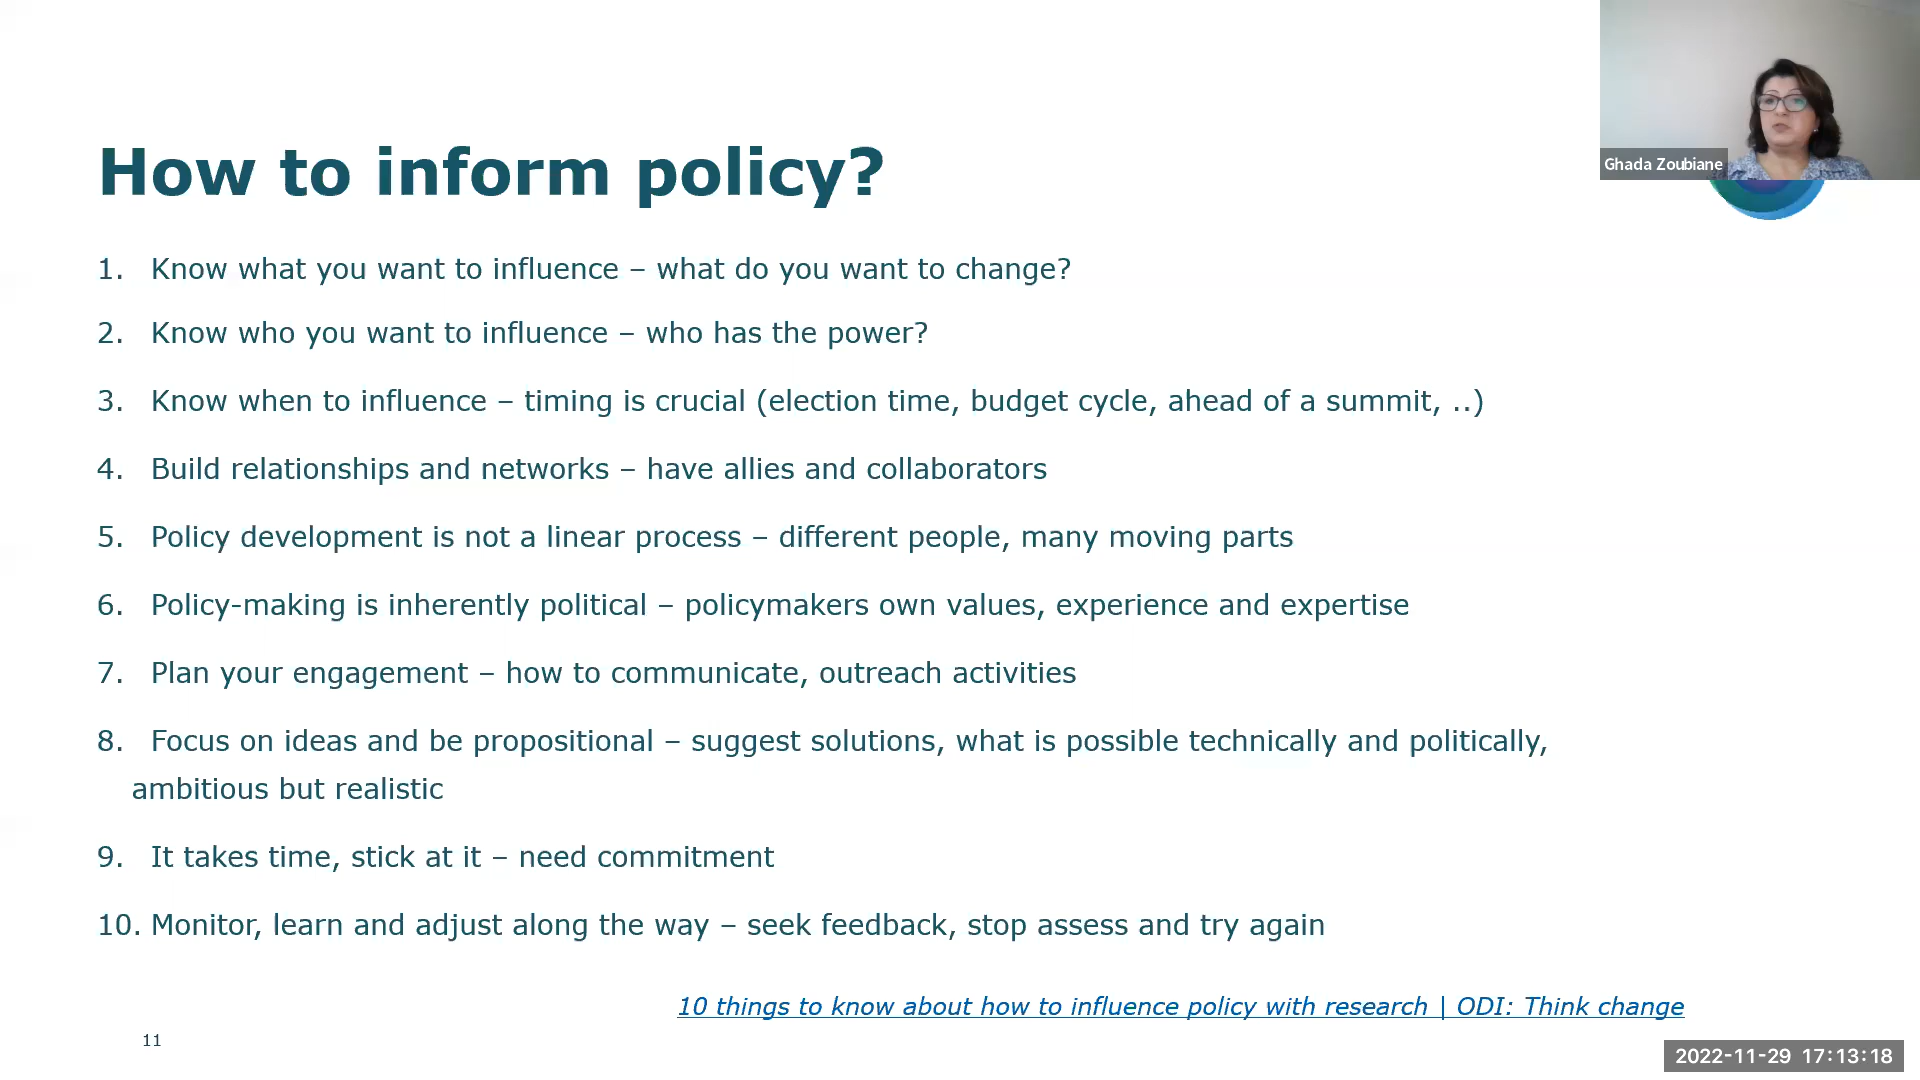 Ghada Zoubiane
How to inform policy?
1. Know what you want to influence – what do you want to change?
2. Know who you want to influence – who has the power?
3. Know when to influence – timing is crucial (election time, budget cycle, ahead of a summit, ..)
4. Build relationships and networks – have allies and collaborators
5. Policy development is not a linear process – different people, many moving parts
6. Policy-making is inherently political – policymakers own values, experience and expertise
7. Plan your engagement – how to communicate, outreach activities
8. Focus on ideas and be propositional – suggest solutions, what is possible technically and politically,
ambitious but realistic
9. It takes time, stick at it – need commitment
10. Monitor, learn and adjust along the way – seek feedback, stop assess and try again
10 things to know about how to influence policy with research | ODI: Think change
11
2022-11-29 17:13:18